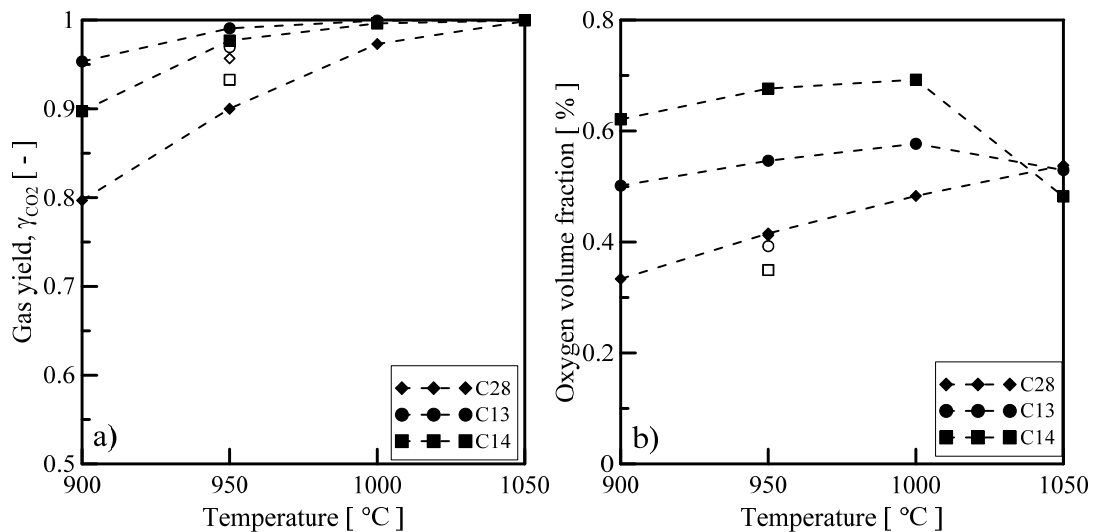 1
0.9
0.8
0.7
0.6
0.5
Gas yield, γCO2 [ - ]
900 950 1000 1050
Temperature [ °C ]
C28
C13
C14
a)
0.8
0.6
0.4
0.2
0
Oxygen volume fraction [ % ]
900 950 1000 1050
Temperature [ °C ]
C28
C13
C14
b)